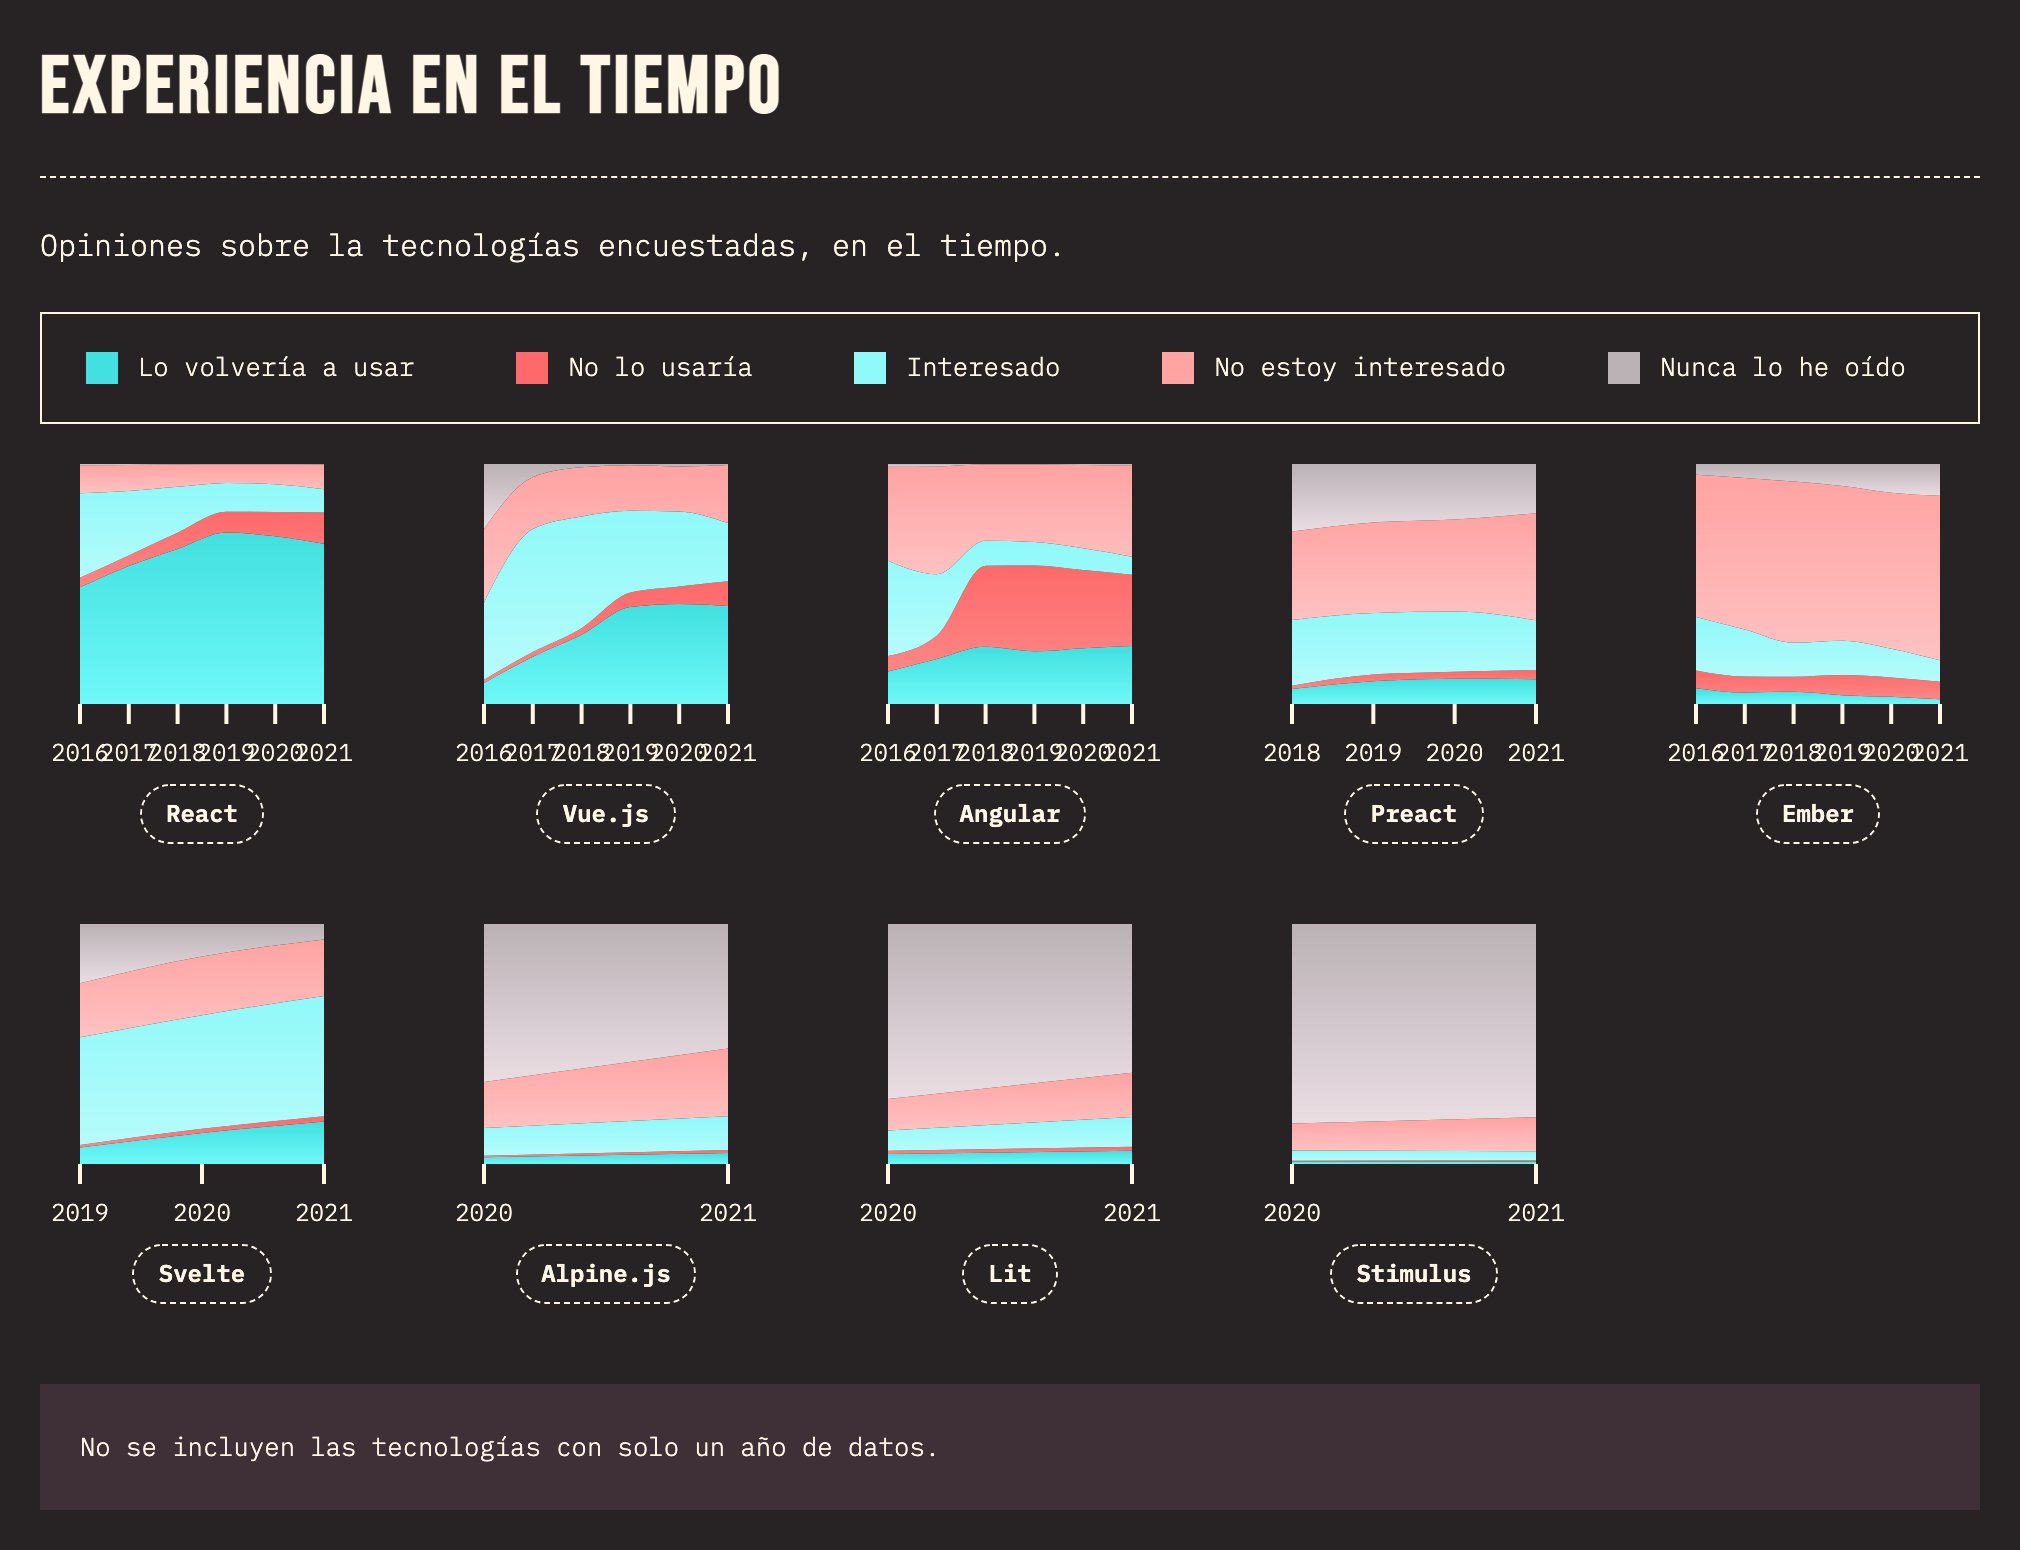 EXPERIENCIA EN EL TIEMPO
Opiniones sobre la tecnologías encuestadas, en el tiempo.
Lo volvería a usar No lo usaría Interesado No estoy interesado Nunca lo he oído
2016 2017 2018 2019 2020 2021 2016 2017 2018 2019 2020 2021 2016 2017 2018 2019 2020 2021 2018 2019 2020 2021 2016 2017 2018 2019 2020 2021
React Vue.js Angular Preact Ember
2019 2020 2021 2020 2021 2020 2021 2020 2021
Svelte Alpine.js Lit Stimulus
No se incluyen las tecnologías con solo un año de datos.